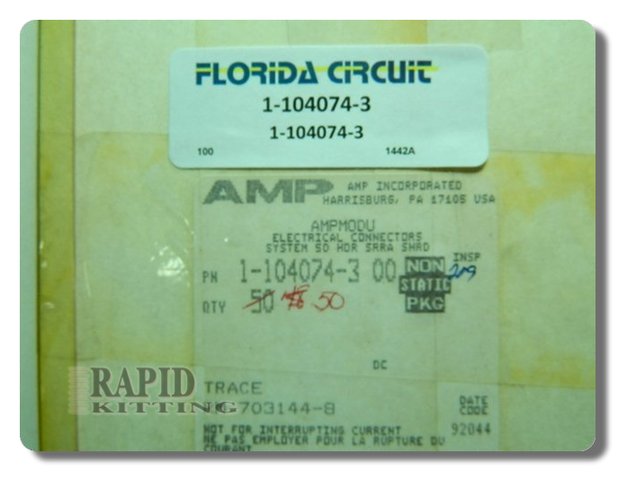 FLORIDA CIRCUIT
1-104074-3
1-104074-3
100 1442A
AMP AMP INCORPORATED
HARRISBURG, PA 17105 USA
AMPMODU
ELECTRICAL CONNECTORS
SYSTEM 50 HDR SRRA SHRD
INSP
PN 1-104074-3 00 NON
STATIC
PKG
QTY 50 50
DC
RAPID
KITTING
TRACE
703144-8
DATE
CODE
92044
NOT FOR INTERRUPTING CURRENT
NE PAS EMPLOYER POUR LA RUPTURE DU
COURANT